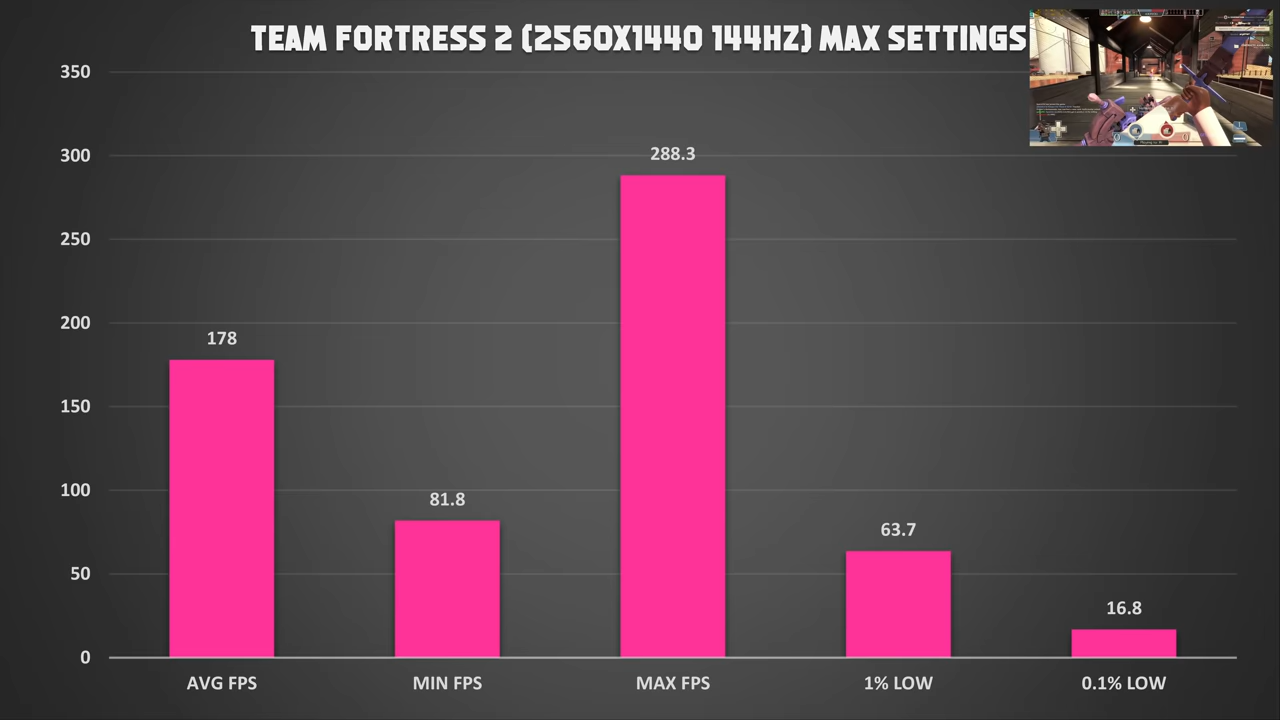 TEAM FORTRESS 2 (2560X1440 144HZ) MAX SETTINGS
350
300
250
200
150
100
50
0
178
81.8
288.3
63.7
16.8
AVG FPS
MIN FPS
MAX FPS
1% LOW
0.1% LOW